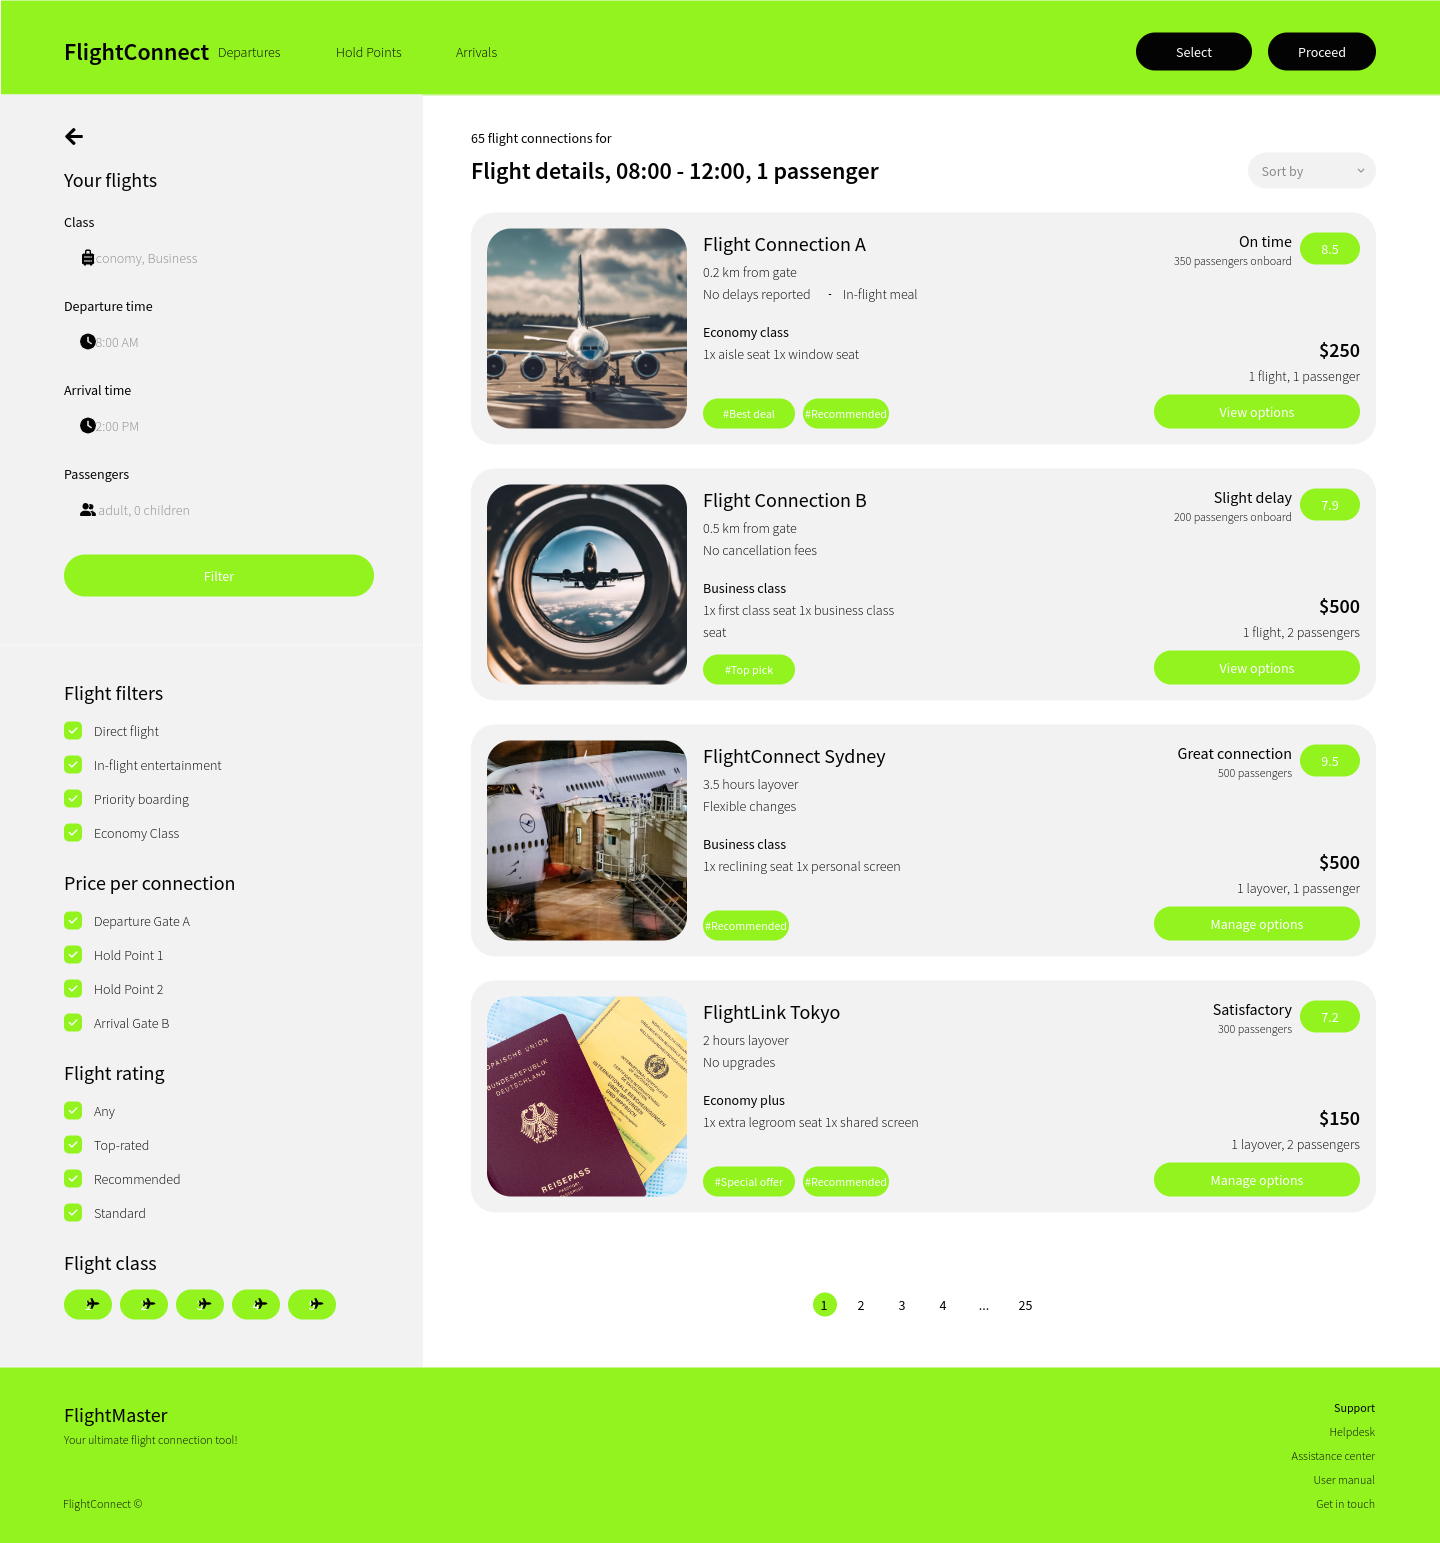 FlightConnect Departures Hold Points Arrivals Select Proceed
Your flights
Class
conomy, Business
Departure time
8:00 AM
Arrival time
2:00 PM
Passengers
adult, 0 children
Filter
Flight filters
Direct flight
In-flight entertainment
Priority boarding
Economy Class
Price per connection
Departure Gate A
Hold Point 1
Hold Point 2
Arrival Gate B
Flight rating
Any
Top-rated
Recommended
Standard
Flight class
65 flight connections for
Flight details, 08:00 - 12:00, 1 passenger
Sort by
Flight Connection A
0.2 km from gate
No delays reported - In-flight meal
Economy class
1x aisle seat 1x window seat
#Best deal #Recommended
On time
350 passengers onboard
8.5
$250
1 flight, 1 passenger
View options
Flight Connection B
0.5 km from gate
No cancellation fees
Business class
1x first class seat 1x business class
seat
#Top pick
Slight delay
200 passengers onboard
7.9
$500
1 flight, 2 passengers
View options
FlightConnect Sydney
3.5 hours layover
Flexible changes
Business class
1x reclining seat 1x personal screen
#Recommended
Great connection
500 passengers
9.5
$500
1 layover, 1 passenger
Manage options
OPÄISCHE UNION
BUNDESREPUBLIK
DEUTSCHLAND
REISEPASS
FlightLink Tokyo
2 hours layover
No upgrades
Economy plus
1x extra legroom seat 1x shared screen
#Special offer #Recommended
Satisfactory
300 passengers
7.2
$150
1 layover, 2 passengers
Manage options
1 2 3 4 ... 25
FlightMaster
Your ultimate flight connection tool!
FlightConnect ©
Support
Helpdesk
Assistance center
User manual
Get in touch